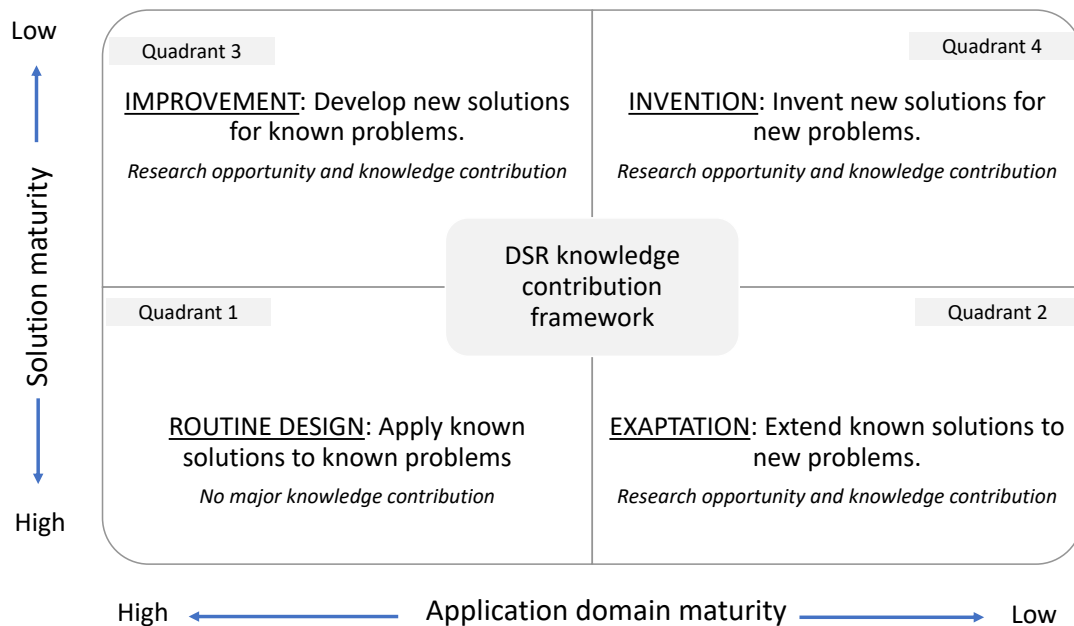 Low
Quadrant 3
Quadrant 4
IMPROVEMENT: Develop new solutions
for known problems.
Research opportunity and knowledge contribution
INVENTION: Invent new solutions for
new problems.
Research opportunity and knowledge contribution
Solution maturity
DSR knowledge
contribution
framework
Quadrant 1
Quadrant 2
ROUTINE DESIGN: Apply known
solutions to known problems
No major knowledge contribution
EXAPTATION: Extend known solutions to
new problems.
Research opportunity and knowledge contribution
High
High
Application domain maturity
Low